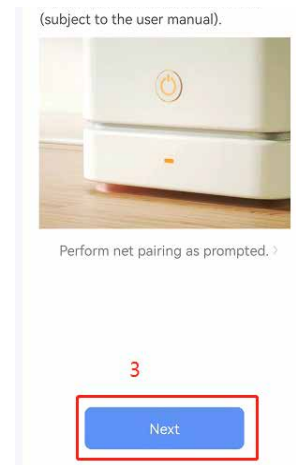 (subject to the user manual).
Perform net pairing as prompted. >
3
Next